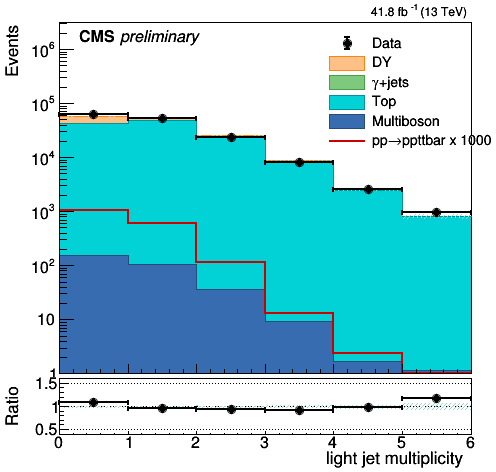 41.8 fb⁻¹ (13 TeV)
CMS preliminary
Events
10⁶
10⁵
10⁴
10³
10²
10
1
Data
DY
γ+jets
Top
Multiboson
pp→ppttbar x 1000
Ratio
1.5
1
0.5
0 1 2 3 4 5 6
light jet multiplicity